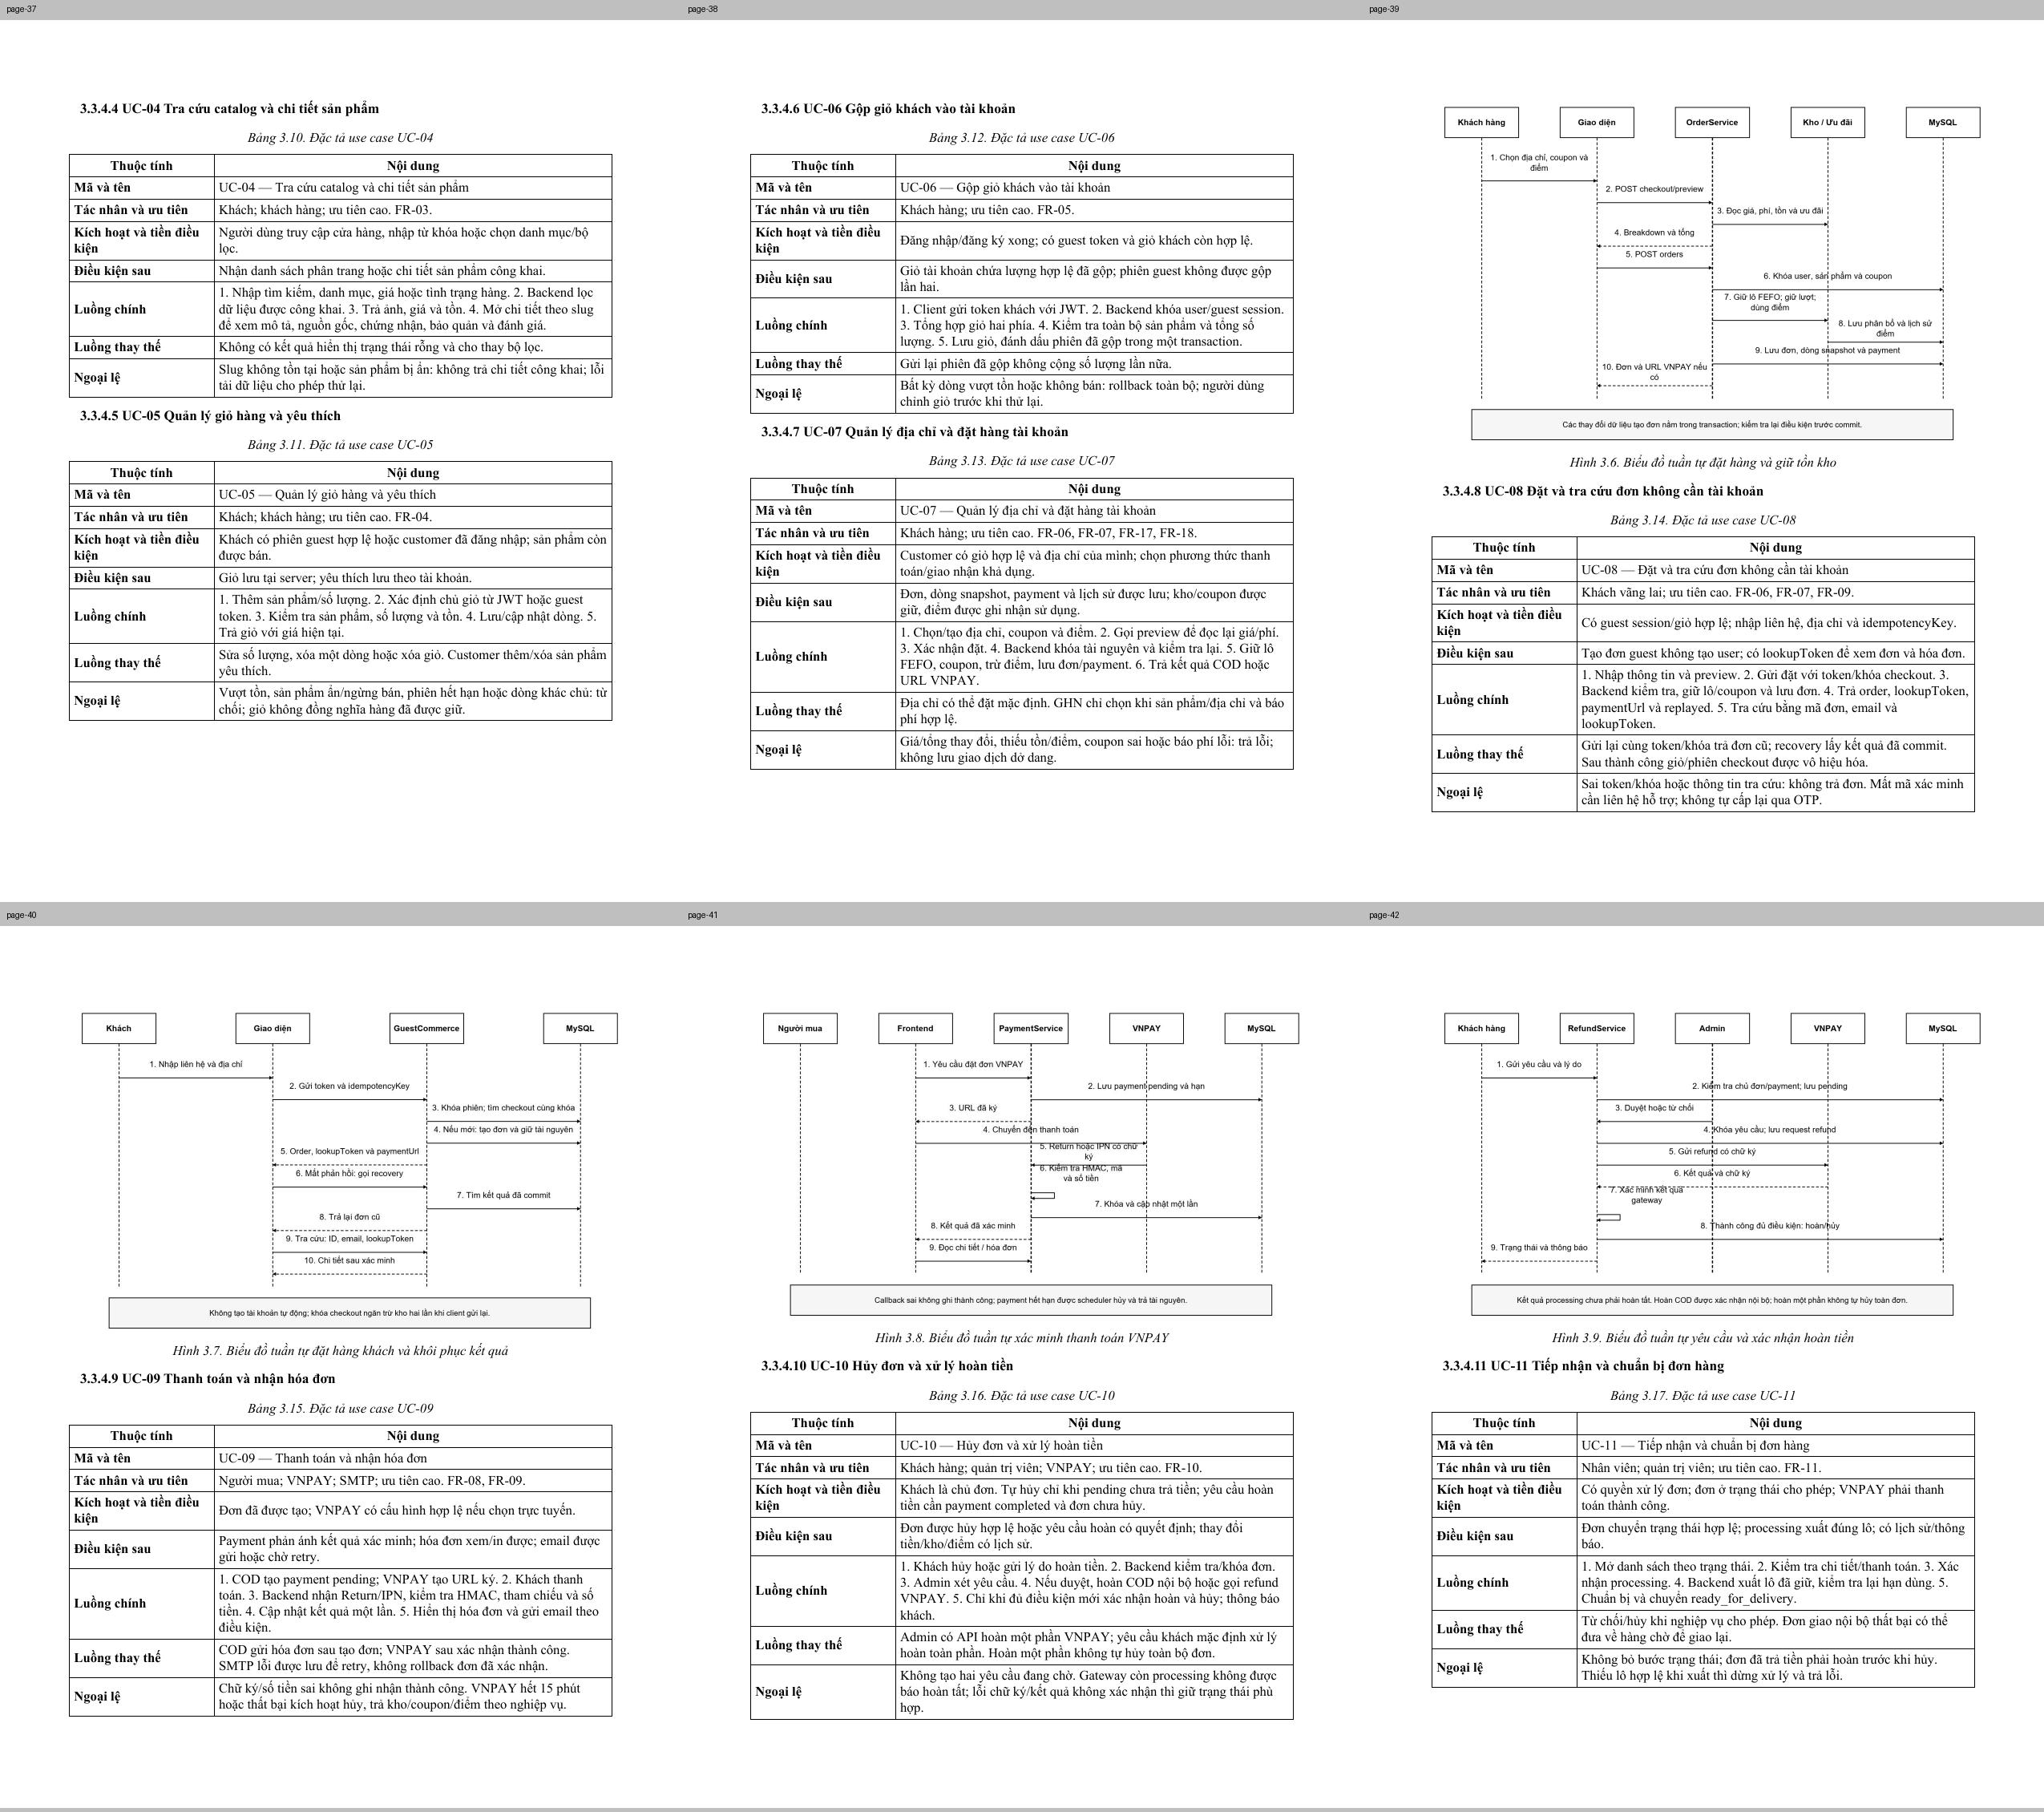 page-37
3.3.4.4 UC-04 Tra cứu catalog và chi tiết sản phẩm
Bảng 3.10. Đặc tả use case UC-04
Thuộc tính Nội dung
Mã và tên UC-04 — Tra cứu catalog và chi tiết sản phẩm
Tác nhân và ưu tiên Khách; khách hàng; ưu tiên cao. FR-03.
Kích hoạt và tiền điều kiện Người dùng truy cập cửa hàng, nhập từ khóa hoặc chọn danh mục/bộ
lọc.
Điều kiện sau Nhận danh sách phân trang hoặc chi tiết sản phẩm công khai.
Luồng chính 1. Nhập tìm kiếm, danh mục, giá hoặc tình trạng hàng. 2. Backend lọc
dữ liệu được công khai. 3. Trả ảnh, giá và tồn. 4. Mở chi tiết theo slug
để xem mô tả, nguồn gốc, chứng nhận, bảo quản và đánh giá.
Luồng thay thế Không có kết quả hiển thị trạng thái rỗng và cho thay bộ lọc.
Ngoại lệ Slug không tồn tại hoặc sản phẩm bị ẩn: không trả chi tiết công khai; lỗi
tải dữ liệu cho phép thử lại.
3.3.4.5 UC-05 Quản lý giỏ hàng và yêu thích
Bảng 3.11. Đặc tả use case UC-05
Thuộc tính Nội dung
Mã và tên UC-05 — Quản lý giỏ hàng và yêu thích
Tác nhân và ưu tiên Khách; khách hàng; ưu tiên cao. FR-04.
Kích hoạt và tiền điều kiện Khách có phiên guest hợp lệ hoặc customer đã đăng nhập; sản phẩm còn
được bán.
Điều kiện sau Giỏ lưu tại server; yêu thích lưu theo tài khoản.
Luồng chính 1. Thêm sản phẩm/số lượng. 2. Xác định chủ giỏ từ JWT hoặc guest
token. 3. Kiểm tra sản phẩm, số lượng và tồn. 4. Lưu/cập nhật dòng. 5.
Trả giỏ với giá hiện tại.
Luồng thay thế Sửa số lượng, xóa một dòng hoặc xóa giỏ. Customer thêm/xóa sản phẩm
yêu thích.
Ngoại lệ Vượt tồn, sản phẩm ẩn/ngừng bán, phiên hết hạn hoặc dòng khác chủ: từ
chối; giỏ không đồng nghĩa hàng đã được giữ.
page-38
3.3.4.6 UC-06 Gộp giỏ khách vào tài khoản
Bảng 3.12. Đặc tả use case UC-06
Thuộc tính Nội dung
Mã và tên UC-06 — Gộp giỏ khách vào tài khoản
Tác nhân và ưu tiên Khách hàng; ưu tiên cao. FR-05.
Kích hoạt và tiền điều kiện Đăng nhập/đăng ký xong; có guest token và giỏ khách còn hợp lệ.
Điều kiện sau Giỏ tài khoản chứa lượng hợp lệ đã gộp; phiên guest không được gộp
lần hai.
Luồng chính 1. Client gửi token khách với JWT. 2. Backend khóa user/guest session.
3. Tổng hợp giỏ hai phía. 4. Kiểm tra toàn bộ sản phẩm và tổng số
lượng. 5. Lưu giỏ, đánh dấu phiên đã gộp trong một transaction.
Luồng thay thế Gửi lại phiên đã gộp không cộng số lượng lần nữa.
Ngoại lệ Bất kỳ dòng vượt tồn hoặc không bán: rollback toàn bộ; người dùng
chỉnh giỏ trước khi thử lại.
3.3.4.7 UC-07 Quản lý địa chỉ và đặt hàng tài khoản
Bảng 3.13. Đặc tả use case UC-07
Thuộc tính Nội dung
Mã và tên UC-07 — Quản lý địa chỉ và đặt hàng tài khoản
Tác nhân và ưu tiên Khách hàng; ưu tiên cao. FR-06, FR-07, FR-17, FR-18.
Kích hoạt và tiền điều kiện Customer có giỏ hợp lệ và địa chỉ của mình; chọn phương thức thanh
toán/giao nhận khả dụng.
Điều kiện sau Đơn, dòng snapshot, payment và lịch sử được lưu; kho/coupon được
giữ, điểm được ghi nhận sử dụng.
Luồng chính 1. Chọn/tạo địa chỉ, coupon và điểm. 2. Gọi preview để đọc lại giá/phí.
3. Xác nhận đặt. 4. Backend khóa tài nguyên và kiểm tra lại. 5. Giữ lô
FEFO, coupon, trừ điểm, lưu đơn/payment. 6. Trả kết quả COD hoặc
URL VNPAY.
Luồng thay thế Địa chỉ có thể đặt mặc định. GHN chỉ chọn khi sản phẩm/địa chỉ và báo
phí hợp lệ.
Ngoại lệ Giá/tổng thay đổi, thiếu tồn/điểm, coupon sai hoặc báo phí lỗi: trả lỗi;
không lưu giao dịch dở dang.
page-39
Khách hàng Giao diện OrderService Kho / Ưu đãi MySQL
1. Chọn địa chỉ, coupon và
điểm
2. POST checkout/preview
3. Đọc giá, phí, tồn và ưu đãi
4. Breakdown và tổng
5. POST orders
6. Khóa user, sản phẩm và coupon
7. Giữ lô FEFO; giữ lượt;
dùng điểm
8. Lưu phân bổ và lịch sử
điểm
9. Lưu đơn, dòng snapshot và payment
10. Đơn và URL VNPAY nếu
có
Các thay đổi dữ liệu tạo đơn nằm trong transaction; kiểm tra lại điều kiện trước commit.
Hình 3.6. Biểu đồ tuần tự đặt hàng và giữ tồn kho
3.3.4.8 UC-08 Đặt và tra cứu đơn không cần tài khoản
Bảng 3.14. Đặc tả use case UC-08
Thuộc tính Nội dung
Mã và tên UC-08 — Đặt và tra cứu đơn không cần tài khoản
Tác nhân và ưu tiên Khách vãng lai; ưu tiên cao. FR-06, FR-07, FR-09.
Kích hoạt và tiền điều kiện Có guest session/giỏ hợp lệ; nhập liên hệ, địa chỉ và idempotencyKey.
Điều kiện sau Tạo đơn guest không tạo user; có lookupToken để xem đơn và hóa đơn.
Luồng chính 1. Nhập thông tin và preview. 2. Gửi đặt với token/khóa checkout. 3.
Backend kiểm tra, giữ lô/coupon và lưu đơn. 4. Trả order, lookupToken,
paymentUrl và replayed. 5. Tra cứu bằng mã đơn, email và
lookupToken.
Luồng thay thế Gửi lại cùng token/khóa trả đơn cũ; recovery lấy kết quả đã commit.
Sau thành công giỏ/phiên checkout được vô hiệu hóa.
Ngoại lệ Sai token/khóa hoặc thông tin tra cứu: không trả đơn. Mất mã xác minh
cần liên hệ hỗ trợ; không tự cấp lại qua OTP.
page-40
Khách Giao diện GuestCommerce MySQL
1. Nhập liên hệ và địa chỉ
2. Gửi token và idempotencyKey
3. Khóa phiên; tìm checkout cùng khóa
4. Nếu mới: tạo đơn và giữ tài nguyên
5. Order, lookupToken và paymentUrl
6. Mất phản hồi: gọi recovery
7. Tìm kết quả đã commit
8. Trả lại đơn cũ
9. Tra cứu: ID, email, lookupToken
10. Chi tiết sau xác minh
Không tạo tài khoản tự động; khóa checkout ngăn trừ kho hai lần khi client gửi lại.
Hình 3.7. Biểu đồ tuần tự đặt hàng khách và khôi phục kết quả
3.3.4.9 UC-09 Thanh toán và nhận hóa đơn
Bảng 3.15. Đặc tả use case UC-09
Thuộc tính Nội dung
Mã và tên UC-09 — Thanh toán và nhận hóa đơn
Tác nhân và ưu tiên Người mua; VNPAY; SMTP; ưu tiên cao. FR-08, FR-09.
Kích hoạt và tiền điều kiện Đơn đã được tạo; VNPAY có cấu hình hợp lệ nếu chọn trực tuyến.
Điều kiện sau Payment phản ánh kết quả xác minh; hóa đơn xem/in được; email được
gửi hoặc chờ retry.
Luồng chính 1. COD tạo payment pending; VNPAY tạo URL ký. 2. Khách thanh
toán. 3. Backend nhận Return/IPN, kiểm tra HMAC, tham chiếu và số
tiền. 4. Cập nhật kết quả một lần. 5. Hiển thị hóa đơn và gửi email theo
điều kiện.
Luồng thay thế COD gửi hóa đơn sau tạo đơn; VNPAY sau xác nhận thành công.
SMTP lỗi được lưu để retry, không rollback đơn đã xác nhận.
Ngoại lệ Chữ ký/số tiền sai không ghi nhận thành công. VNPAY hết 15 phút
hoặc thất bại kích hoạt hủy, trả kho/coupon/điểm theo nghiệp vụ.
page-41
Người mua Frontend PaymentService VNPAY MySQL
1. Yêu cầu đặt đơn VNPAY
2. Lưu payment pending và hạn
3. URL đã ký
4. Chuyển đến thanh toán
5. Return hoặc IPN có chữ
ký
6. Kiểm tra HMAC, mã
và số tiền
7. Khóa và cập nhật một lần
8. Kết quả đã xác minh
9. Đọc chi tiết / hóa đơn
Callback sai không ghi thành công; payment hết hạn được scheduler hủy và trả tài nguyên.
Hình 3.8. Biểu đồ tuần tự xác minh thanh toán VNPAY
3.3.4.10 UC-10 Hủy đơn và xử lý hoàn tiền
Bảng 3.16. Đặc tả use case UC-10
Thuộc tính Nội dung
Mã và tên UC-10 — Hủy đơn và xử lý hoàn tiền
Tác nhân và ưu tiên Khách hàng; quản trị viên; VNPAY; ưu tiên cao. FR-10.
Kích hoạt và tiền điều kiện Khách là chủ đơn. Tự hủy chỉ khi pending chưa trả tiền; yêu cầu hoàn
tiền cần payment completed và đơn chưa hủy.
Điều kiện sau Đơn được hủy hợp lệ hoặc yêu cầu hoàn có quyết định; thay đổi
tiền/kho/điểm có lịch sử.
Luồng chính 1. Khách hủy hoặc gửi lý do hoàn tiền. 2. Backend kiểm tra/khóa đơn.
3. Admin xét yêu cầu. 4. Nếu duyệt, hoàn COD nội bộ hoặc gọi refund
VNPAY. 5. Chỉ khi đủ điều kiện mới xác nhận hoàn và hủy; thông báo
khách.
Luồng thay thế Admin có API hoàn một phần VNPAY; yêu cầu khách mặc định xử lý
hoàn toàn phần. Hoàn một phần không tự hủy toàn bộ đơn.
Ngoại lệ Không tạo hai yêu cầu đang chờ. Gateway còn processing không được
báo hoàn tất; lỗi chữ ký/kết quả không xác nhận thì giữ trạng thái phù
hợp.
page-42
Khách hàng RefundService Admin VNPAY MySQL
1. Gửi yêu cầu và lý do
2. Kiểm tra chủ đơn/payment; lưu pending
3. Duyệt hoặc từ chối
4. Khóa yêu cầu; lưu request refund
5. Gửi refund có chữ ký
6. Kết quả và chữ ký
7. Xác minh kết quả
gateway
8. Thành công đủ điều kiện: hoàn/hủy
9. Trạng thái và thông báo
Kết quả processing chưa phải hoàn tất. Hoàn COD được xác nhận nội bộ; hoàn một phần không tự hủy toàn đơn.
Hình 3.9. Biểu đồ tuần tự yêu cầu và xác nhận hoàn tiền
3.3.4.11 UC-11 Tiếp nhận và chuẩn bị đơn hàng
Bảng 3.17. Đặc tả use case UC-11
Thuộc tính Nội dung
Mã và tên UC-11 — Tiếp nhận và chuẩn bị đơn hàng
Tác nhân và ưu tiên Nhân viên; quản trị viên; ưu tiên cao. FR-11.
Kích hoạt và tiền điều kiện Có quyền xử lý đơn; đơn ở trạng thái cho phép; VNPAY phải thanh
toán thành công.
Điều kiện sau Đơn chuyển trạng thái hợp lệ; processing xuất đúng lô; có lịch sử/thông
báo.
Luồng chính 1. Mở danh sách theo trạng thái. 2. Kiểm tra chi tiết/thanh toán. 3. Xác
nhận processing. 4. Backend xuất lô đã giữ, kiểm tra lại hạn dùng. 5.
Chuẩn bị và chuyển ready_for_delivery.
Luồng thay thế Từ chối/hủy khi nghiệp vụ cho phép. Đơn giao nội bộ thất bại có thể
đưa về hàng chờ để giao lại.
Ngoại lệ Không bỏ bước trạng thái; đơn đã trả tiền phải hoàn trước khi hủy.
Thiếu lô hợp lệ khi xuất thì dừng xử lý và trả lỗi.